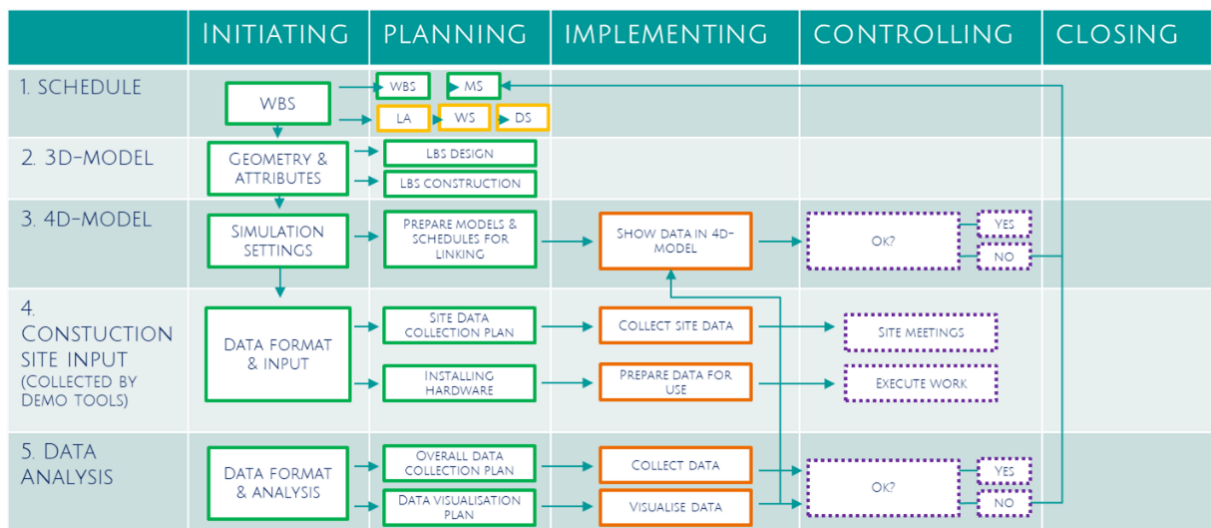 INITIATING
PLANNING
IMPLEMENTING
CONTROLLING
CLOSING
1. SCHEDULE
WBS
WBS
MS
LA
WS
DS
2. 3D-MODEL
GEOMETRY &
ATTRIBUTES
LBS DESIGN
LBS CONSTRUCTION
3. 4D-MODEL
SIMULATION
SETTINGS
PREPARE MODELS &
SCHEDULES FOR
LINKING
SHOW DATA IN 4D-
MODEL
OK?
YES
NO
4.
CONSTUCTION
SITE INPUT
(COLLECTED BY
DEMO TOOLS)
DATA FORMAT
& INPUT
SITE DATA
COLLECTION PLAN
COLLECT SITE DATA
SITE MEETINGS
INSTALLING
HARDWARE
PREPARE DATA FOR
USE
EXECUTE WORK
5. DATA
ANALYSIS
DATA FORMAT
& ANALYSIS
OVERALL DATA
COLLECTION PLAN
COLLECT DATA
DATA VISUALISATION
PLAN
VISUALISE DATA
OK?
YES
NO